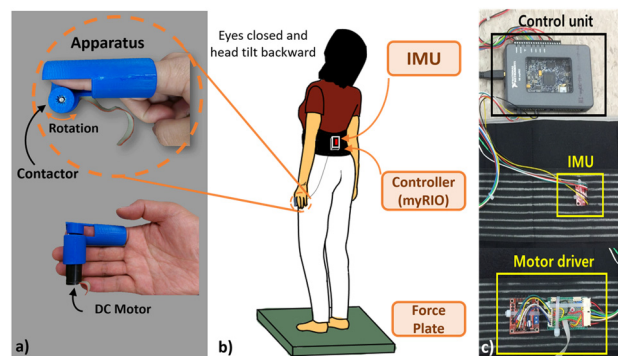 Apparatus
Rotation
Contactor
DC Motor
a)
Eyes closed and
head tilt backward
IMU
Controller
(myRIO)
Force
Plate
b)
Control unit
IMU
Motor driver
c)